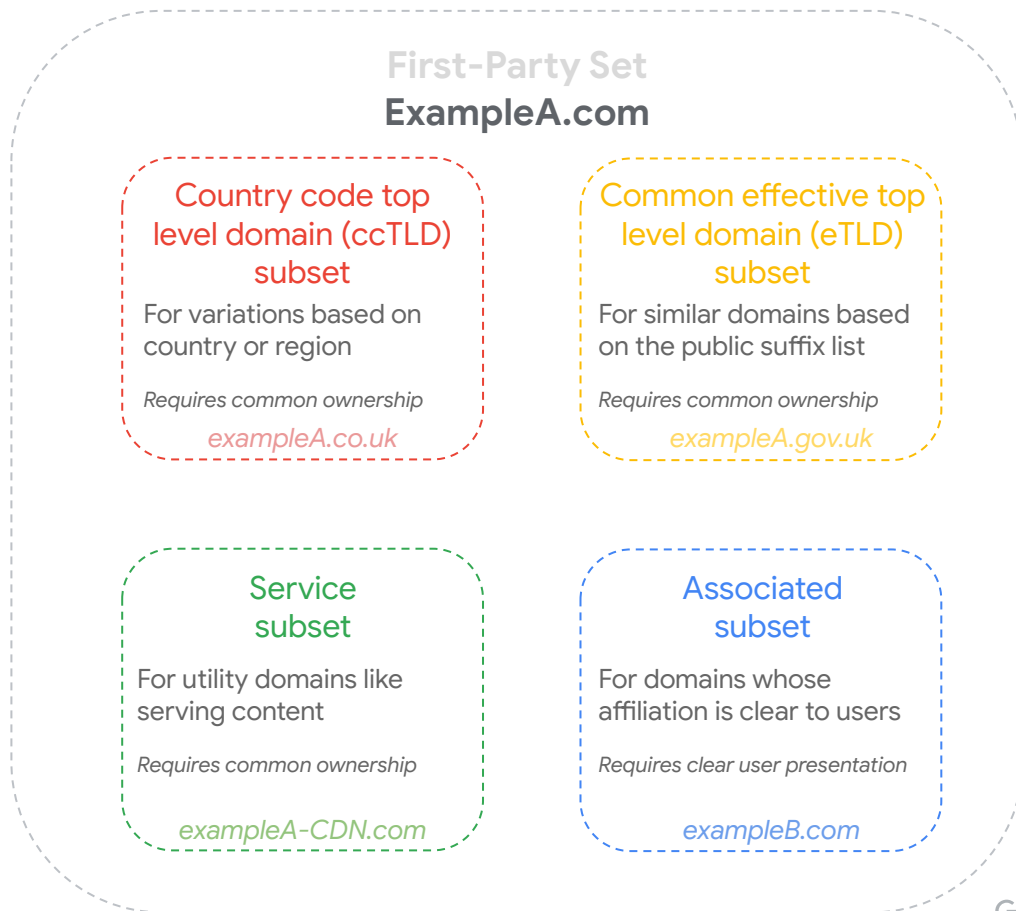 First-Party Set
ExampleA.com
Country code top
level domain (ccTLD)
subset
For variations based on
country or region
Requires common ownership
exampleA.co.uk
Common effective top
level domain (eTLD)
subset
For similar domains based
on the public suffix list
Requires common ownership
exampleA.gov.uk
Service
subset
For utility domains like
serving content
Requires common ownership
exampleA-CDN.com
Associated
subset
For domains whose
affiliation is clear to users
Requires clear user presentation
exampleB.com